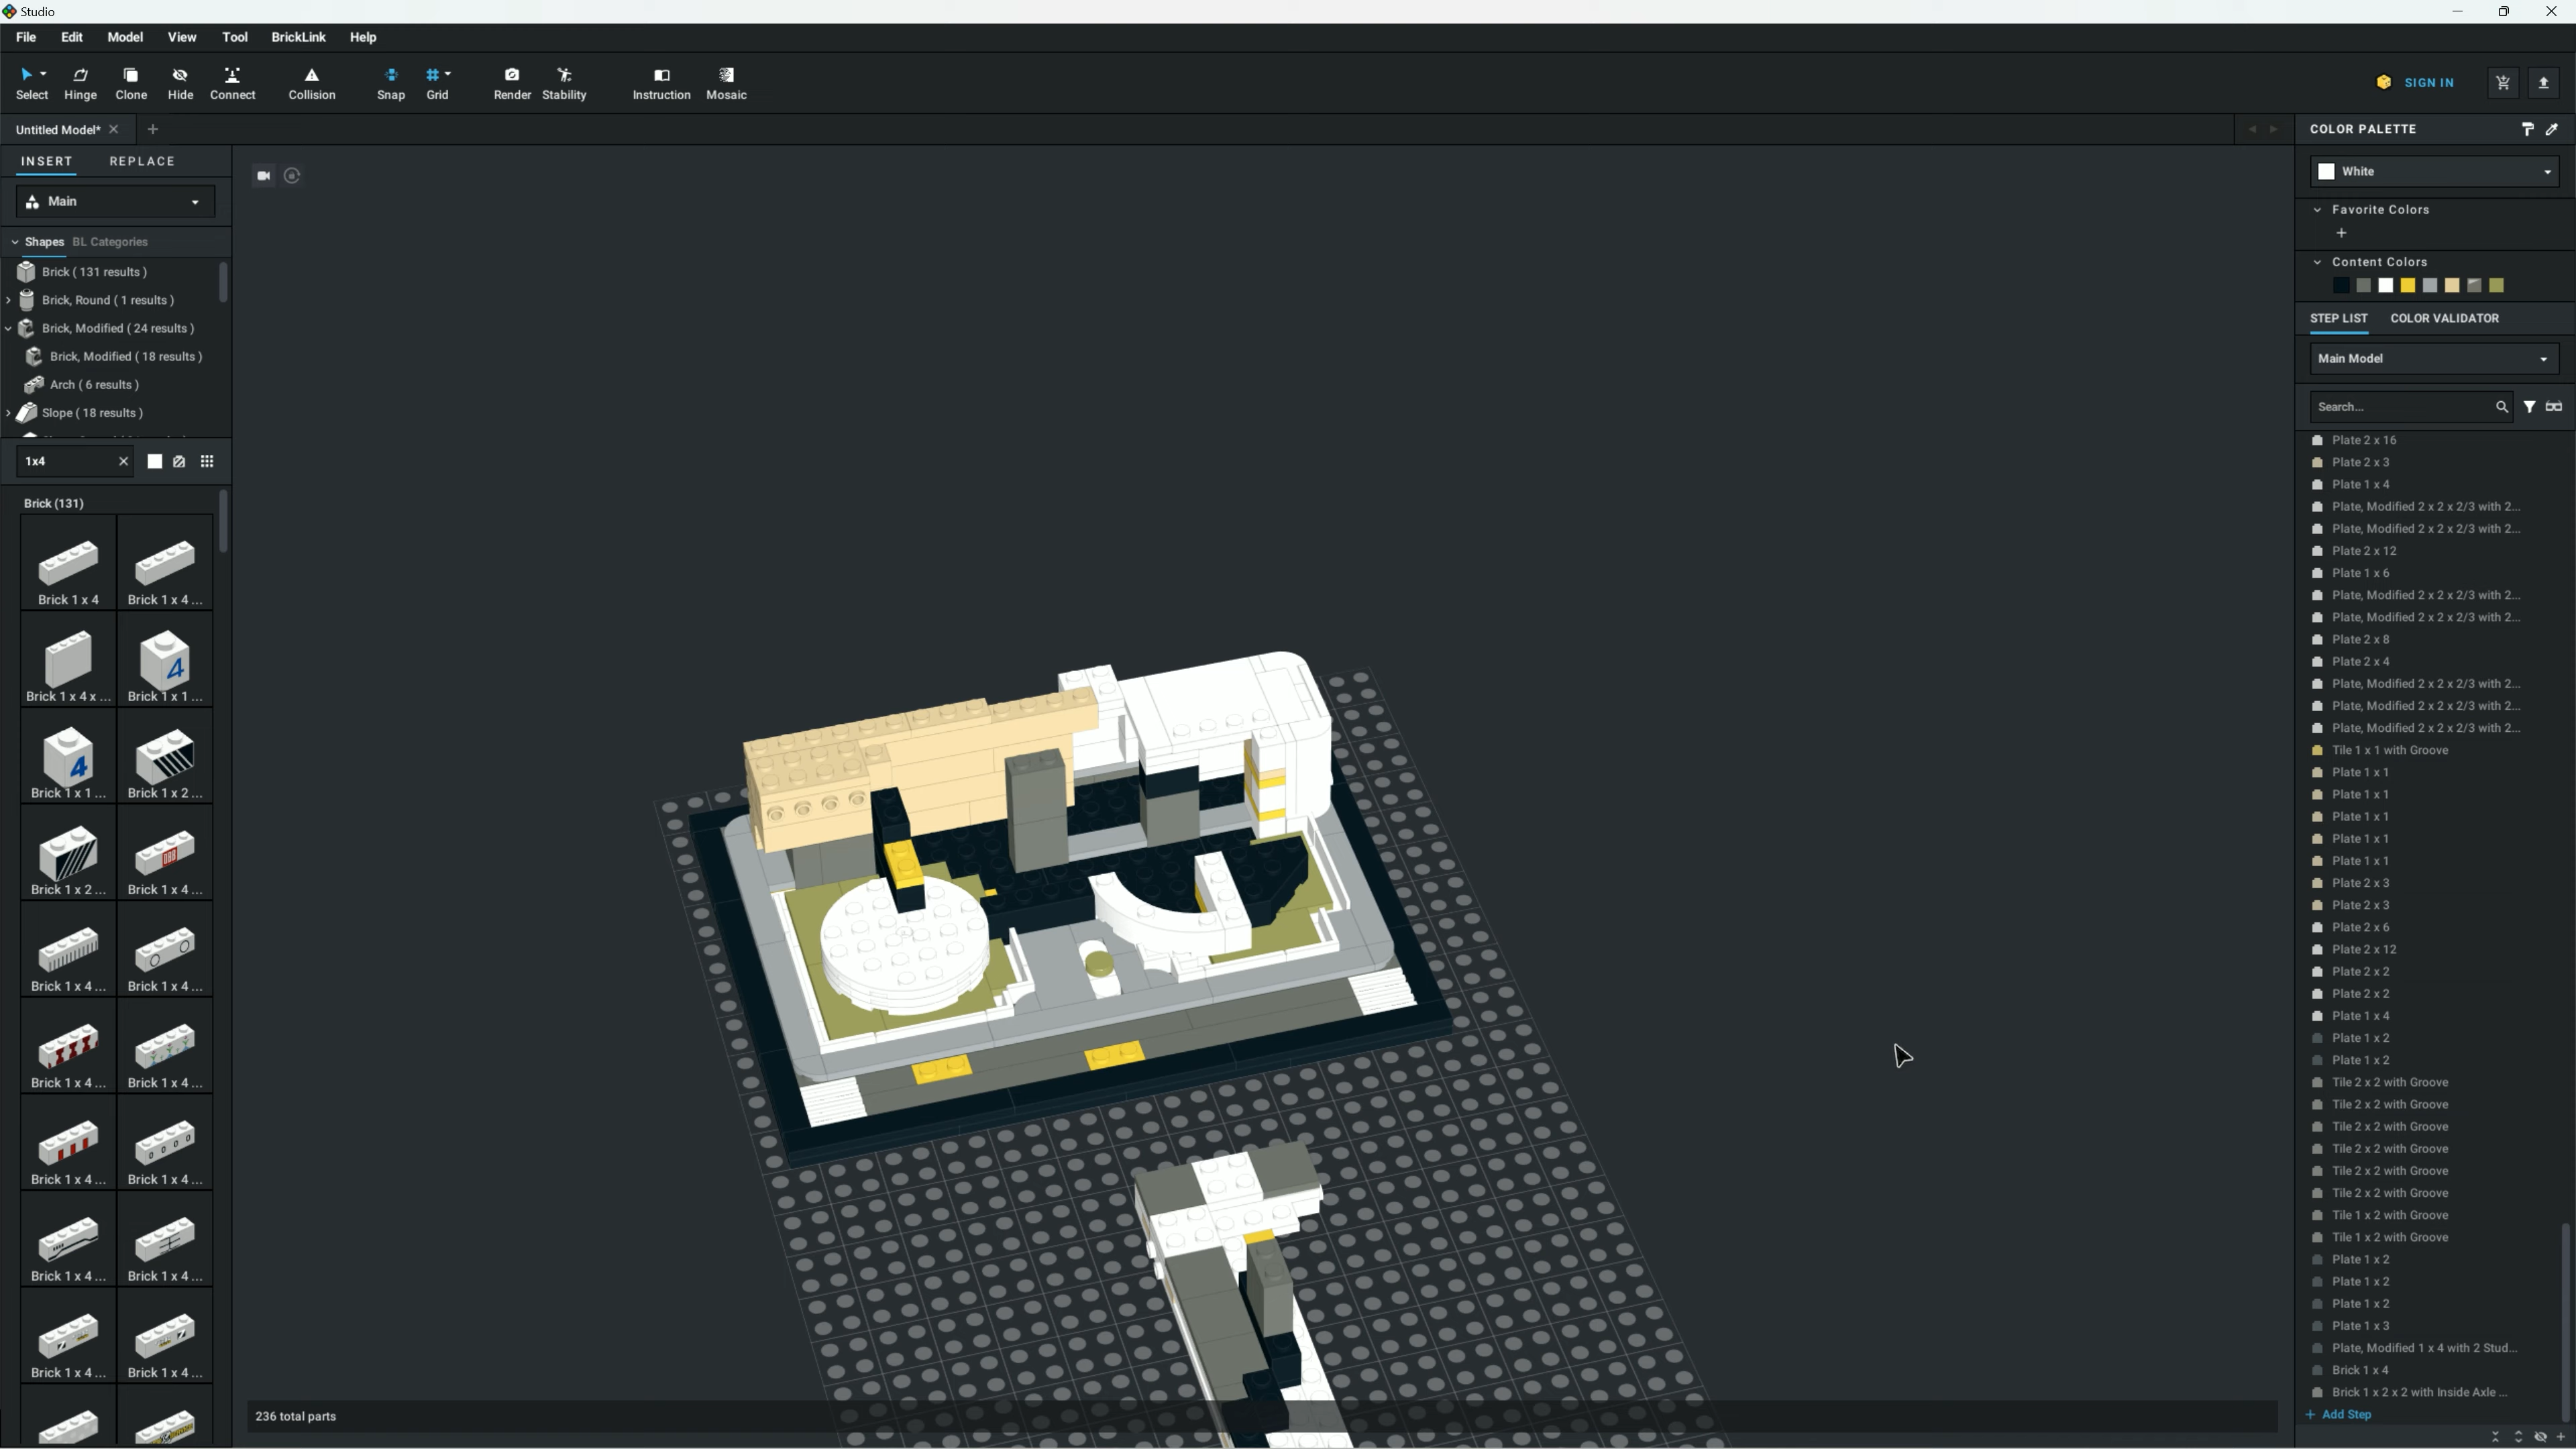 Studio
File Edit Model View Tool BrickLink Help
Select Hinge Clone Hide Connect Collision Snap Grid Render Stability Instruction Mosaic
SIGN IN
Untitled Model*
INSERT REPLACE
Main
Shapes BL Categories
Brick ( 131 results )
Brick, Round ( 1 results )
Brick, Modified ( 24 results )
Brick, Modified ( 18 results )
Arch ( 6 results )
Slope ( 18 results )
1x4
Brick (131)
Brick 1 x 4 Brick 1 x 4 ...
Brick 1 x 4 x ... Brick 1 x 1 ...
Brick 1 x 1 ... Brick 1 x 2 ...
Brick 1 x 2 ... Brick 1 x 4 ...
Brick 1 x 4 ... Brick 1 x 4 ...
Brick 1 x 4 ... Brick 1 x 4 ...
Brick 1 x 4 ... Brick 1 x 4 ...
Brick 1 x 4 ... Brick 1 x 4 ...
Brick 1 x 4 ... Brick 1 x 4 ...
236 total parts
COLOR PALETTE
White
Favorite Colors
Content Colors
STEP LIST COLOR VALIDATOR
Main Model
Search...
Plate 2 x 16
Plate 2 x 3
Plate 1 x 4
Plate, Modified 2 x 2 x 2/3 with 2...
Plate, Modified 2 x 2 x 2/3 with 2...
Plate 2 x 12
Plate 1 x 6
Plate, Modified 2 x 2 x 2/3 with 2...
Plate, Modified 2 x 2 x 2/3 with 2...
Plate 2 x 8
Plate 2 x 4
Plate, Modified 2 x 2 x 2/3 with 2...
Plate, Modified 2 x 2 x 2/3 with 2...
Plate, Modified 2 x 2 x 2/3 with 2...
Tile 1 x 1 with Groove
Plate 1 x 1
Plate 1 x 1
Plate 1 x 1
Plate 1 x 1
Plate 1 x 1
Plate 2 x 3
Plate 2 x 3
Plate 2 x 6
Plate 2 x 12
Plate 2 x 2
Plate 2 x 2
Plate 1 x 4
Plate 1 x 2
Plate 1 x 2
Tile 2 x 2 with Groove
Tile 2 x 2 with Groove
Tile 2 x 2 with Groove
Tile 2 x 2 with Groove
Tile 2 x 2 with Groove
Tile 2 x 2 with Groove
Tile 1 x 2 with Groove
Tile 1 x 2 with Groove
Plate 1 x 2
Plate 1 x 2
Plate 1 x 2
Plate 1 x 3
Plate, Modified 1 x 4 with 2 Stud...
Brick 1 x 4
Brick 1 x 2 x 2 with Inside Axle ...
+ Add Step